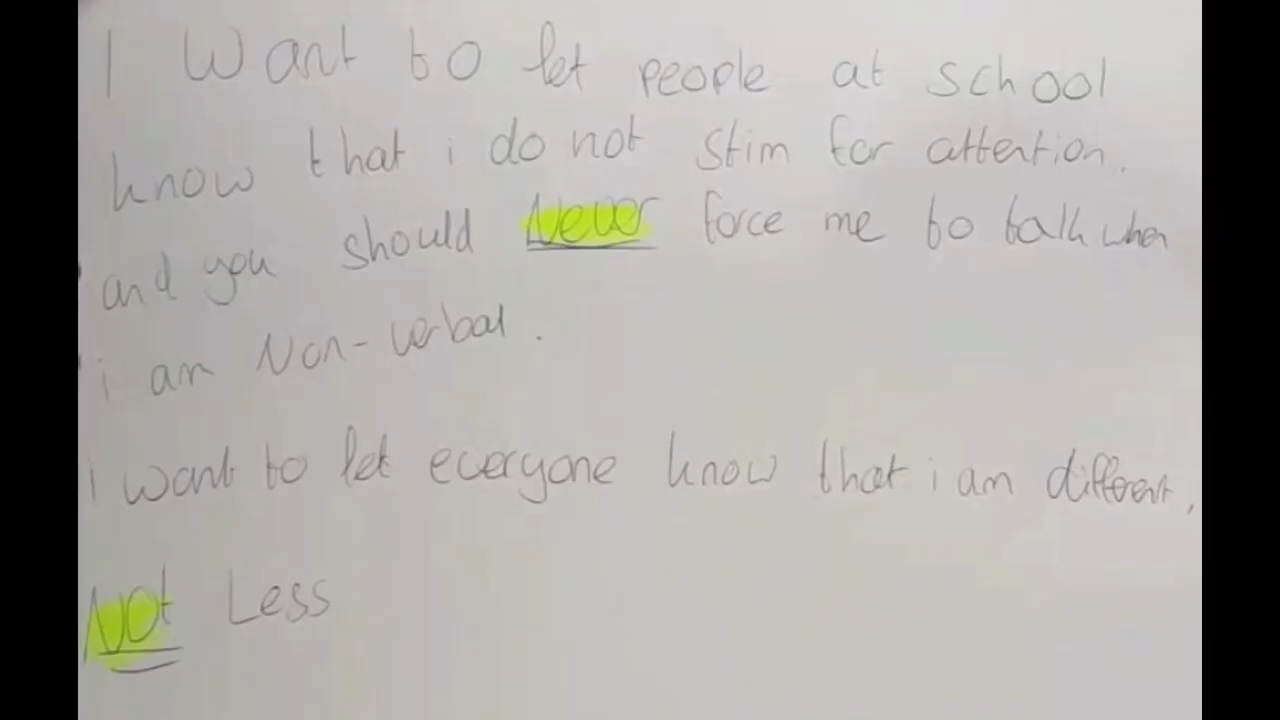 I Want to let people at school
know that i do not stim for attention.
and you should Never force me to talk when
i am Non-verbal.
i want to let everyone know that i am different,
Not Less